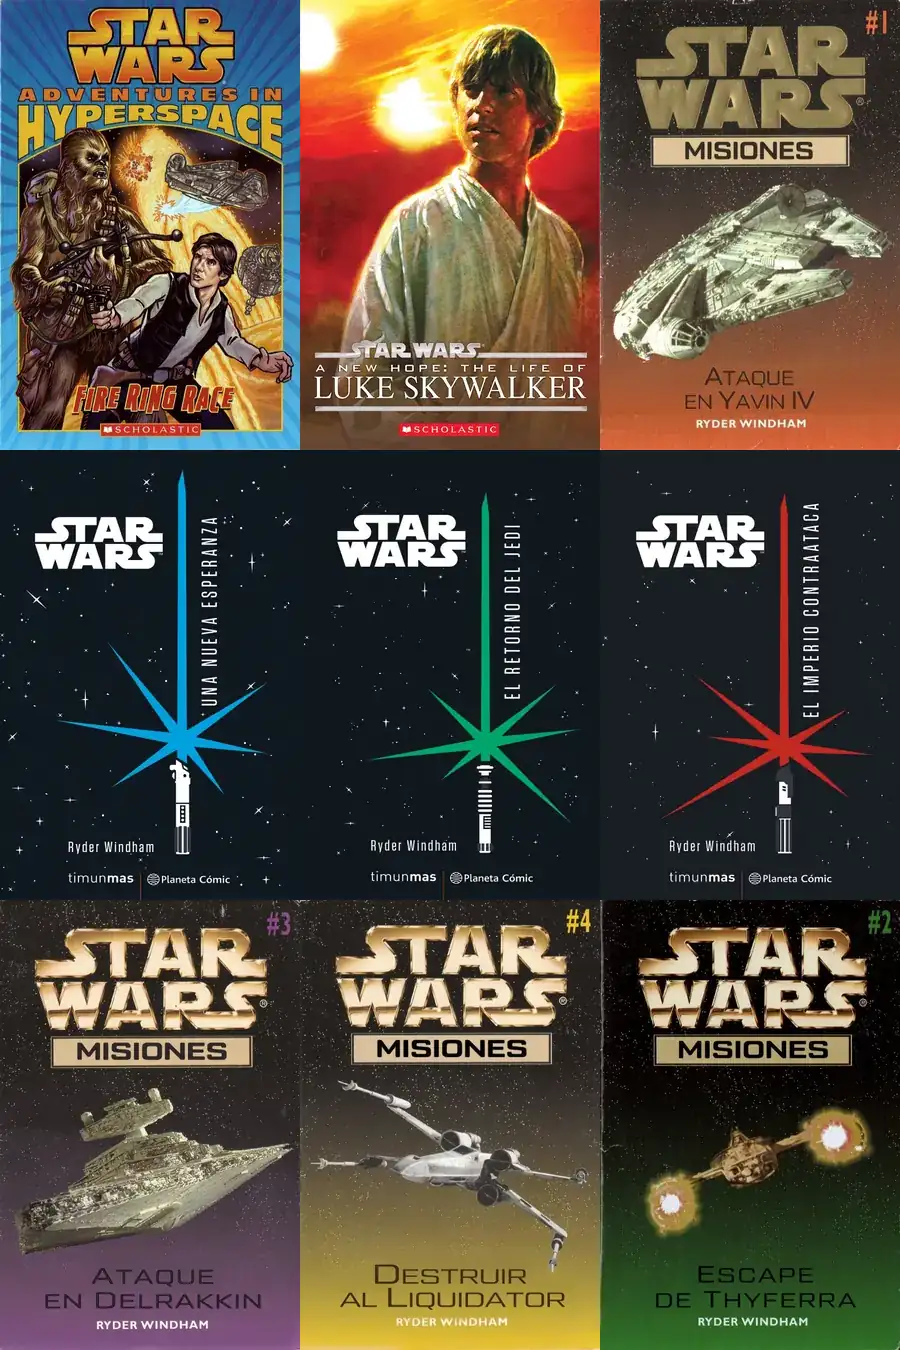 STAR
WARS
ADVENTURES IN
HYPERSPACE
FIRE RING RACE
SCHOLASTIC
STAR WARS
A NEW HOPE: THE LIFE OF
LUKE SKYWALKER
SCHOLASTIC
#1
STAR
WARS®
MISIONES
ATAQUE
EN YAVIN IV
RYDER WINDHAM
STAR
WARS
UNA NUEVA ESPERANZA
Ryder Windham
timunmas
Planeta Cómic
STAR
WARS
EL RETORNO DEL JEDI
Ryder Windham
timunmas
Planeta Cómic
STAR
WARS
EL IMPERIO CONTRAATACA
Ryder Windham
timunmas
Planeta Cómic
#3
STAR
WARS®
MISIONES
ATAQUE
EN DELRAKKIN
RYDER WINDHAM
#4
STAR
WARS®
MISIONES
DESTRUIR
AL LIQUIDATOR
RYDER WINDHAM
#2
STAR
WARS®
MISIONES
ESCAPE
DE THYFERRA
RYDER WINDHAM